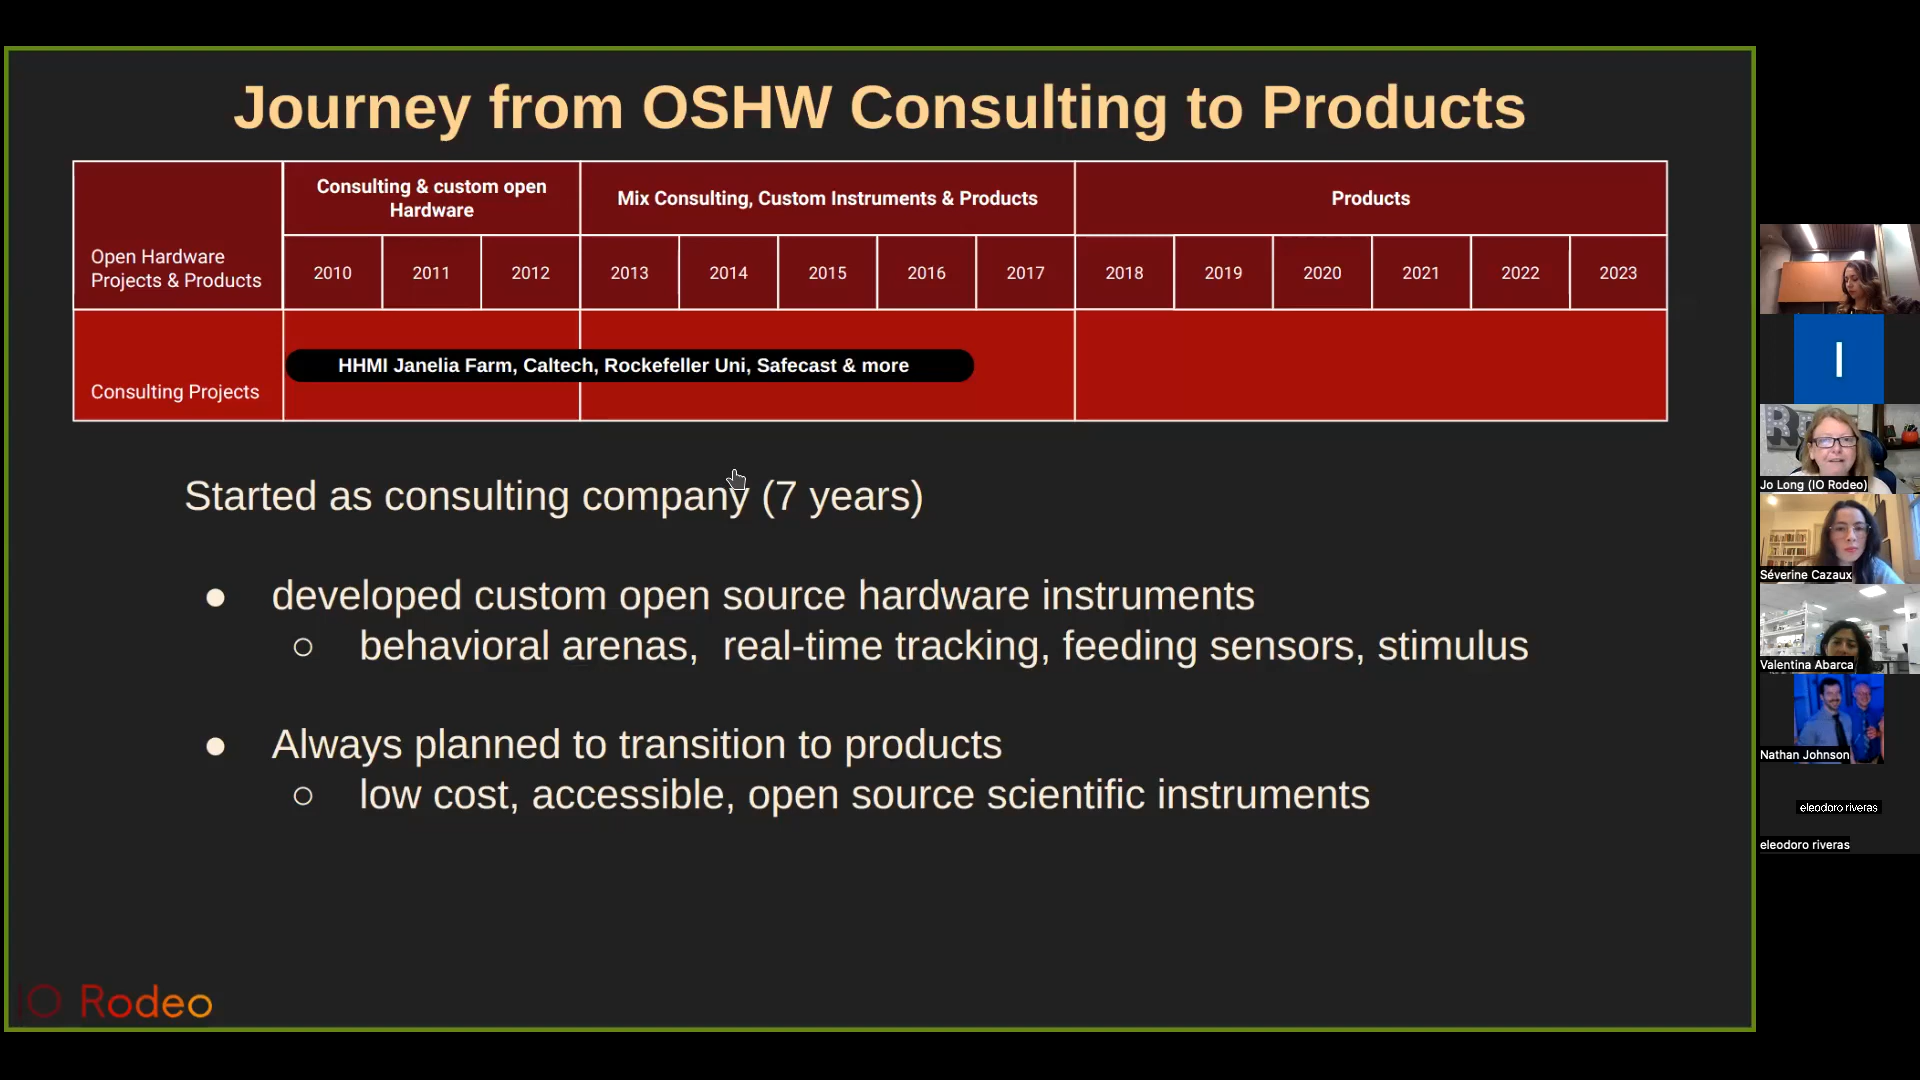 Journey from OSHW Consulting to Products
Consulting & custom open
Hardware
Mix Consulting, Custom Instruments & Products
Products
Open Hardware
Projects & Products
2010 2011 2012 2013 2014 2015 2016 2017 2018 2019 2020 2021 2022 2023
HHMI Janelia Farm, Caltech, Rockefeller Uni, Safecast & more
Consulting Projects
Started as consulting company (7 years)
● developed custom open source hardware instruments
○ behavioral arenas, real-time tracking, feeding sensors, stimulus
● Always planned to transition to products
○ low cost, accessible, open source scientific instruments
IO Rodeo
I
Jo Long (IO Rodeo)
Séverine Cazaux
Valentina Abarca
Nathan Johnson
eleodoro riveras
eleodoro riveras